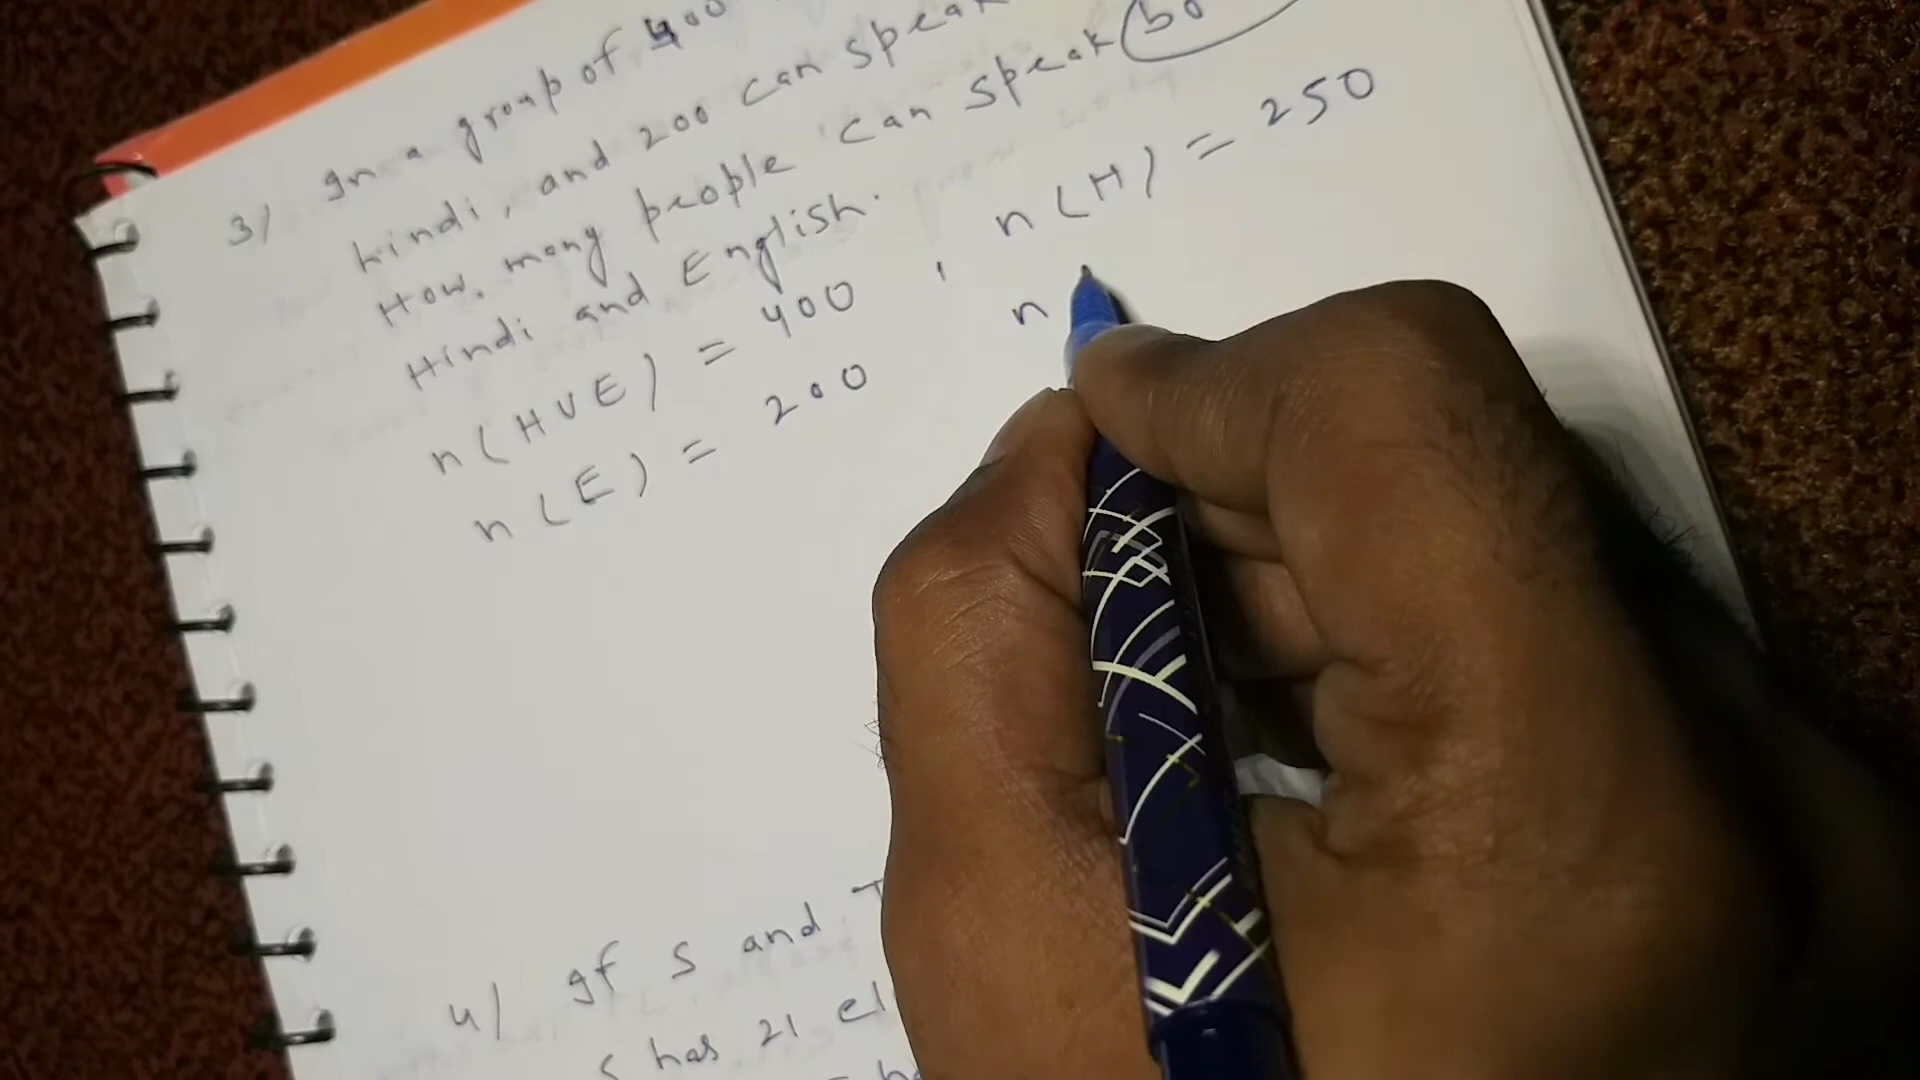 3) In a group of 400
hindi, and 200 can speak
How many people can speak bo
Hindi and English.
n(H∪E) = 400 , n(H) = 250
n(E) = 200 n
4) If S and T
S has 21 el